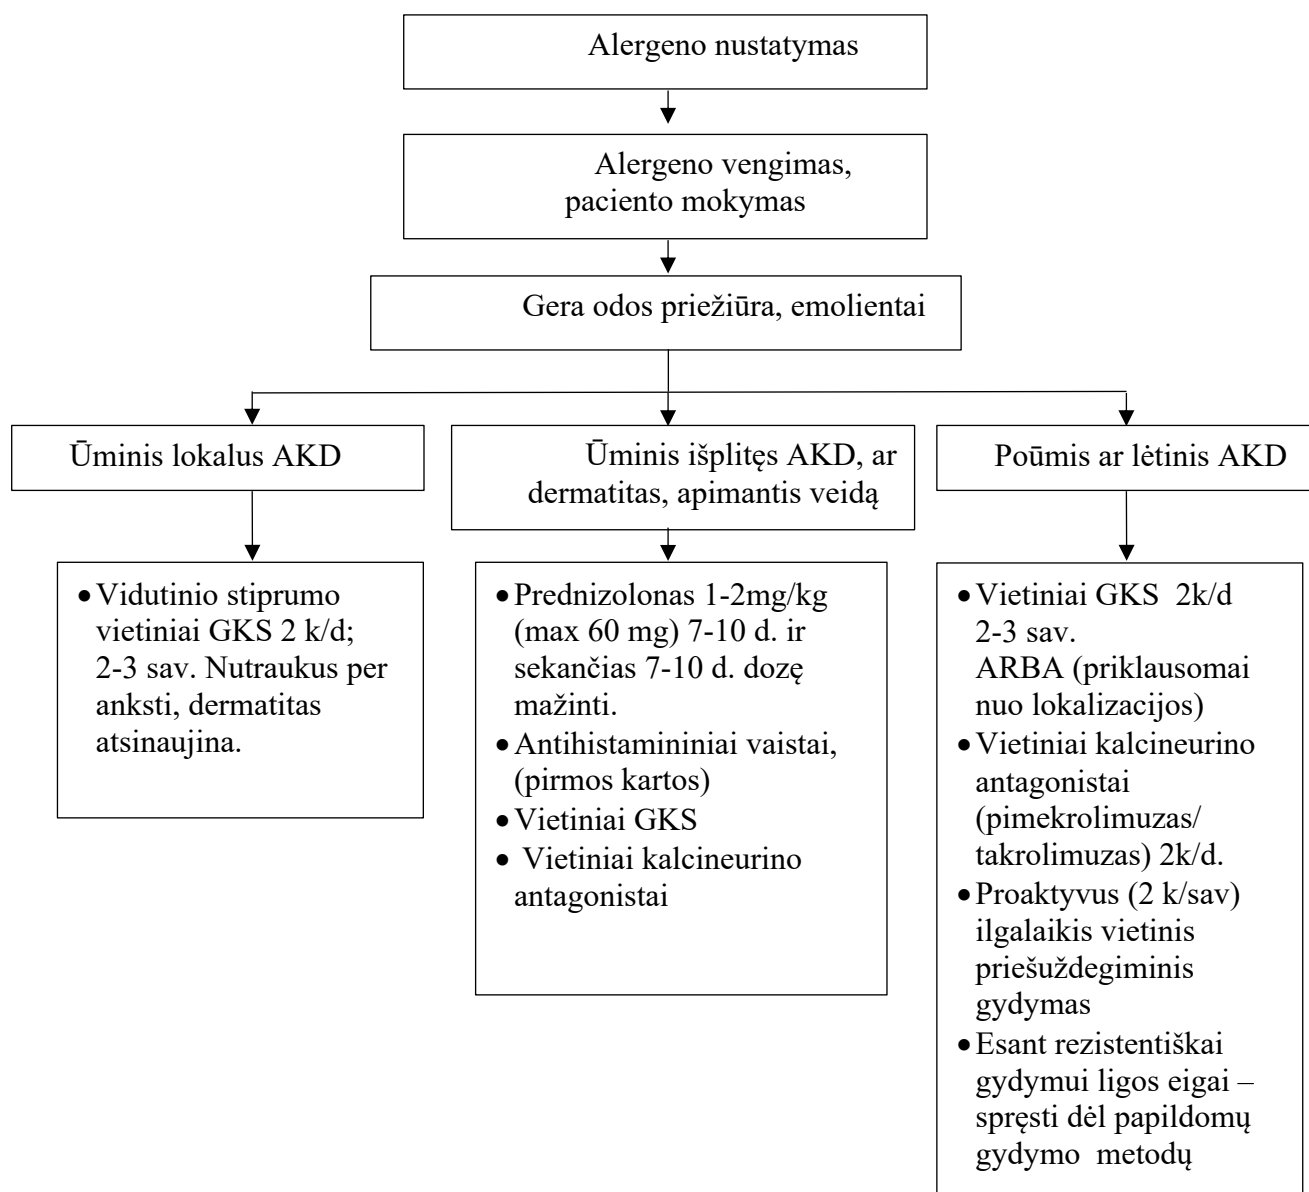 Alergeno nustatymas
Alergeno vengimas,
paciento mokymas
Gera odos priežiūra, emolientai
Ūminis lokalus AKD
Ūminis išplitęs AKD, ar
dermatitas, apimantis veidą
Poūmis ar lėtinis AKD
• Vidutinio stiprumo
vietiniai GKS 2 k/d;
2-3 sav. Nutraukus per
anksti, dermatitas
atsinaujina.
• Prednizolonas 1-2mg/kg
(max 60 mg) 7-10 d. ir
sekančias 7-10 d. dozę
mažinti.
• Antihistamininiai vaistai,
(pirmos kartos)
• Vietiniai GKS
• Vietiniai kalcineurino
antagonistai
• Vietiniai GKS 2k/d
2-3 sav.
ARBA (priklausomai
nuo lokalizacijos)
• Vietiniai kalcineurino
antagonistai
(pimekrolimuzas/
takrolimuzas) 2k/d.
• Proaktyvus (2 k/sav)
ilgalaikis vietinis
priešuždegiminis
gydymas
• Esant rezistentiškai
gydymui ligos eigai –
spręsti dėl papildomų
gydymo metodų